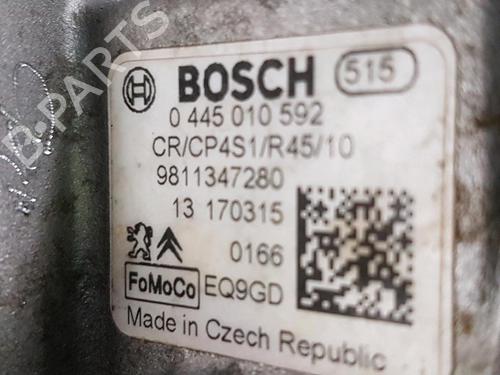 B-PARTS
BOSCH 515
0 445 010 592
CR/CP4S1/R45/10
9811347280
13 170315
0166
FoMoCo EQ9GD
Made in Czech Republic